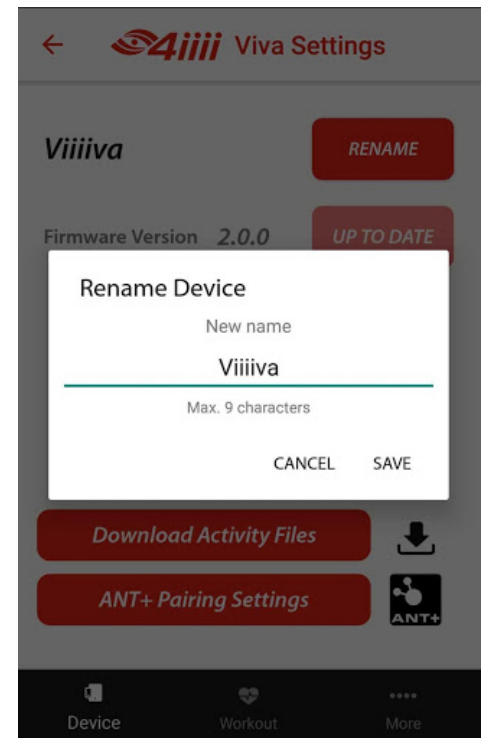 4iiii Viva Settings
Viiiiva RENAME
Firmware Version 2.0.0 UP TO DATE
Rename Device
New name
Viiiiva
Max. 9 characters
CANCEL SAVE
Download Activity Files
ANT+ Pairing Settings ANT+
Device Workout More